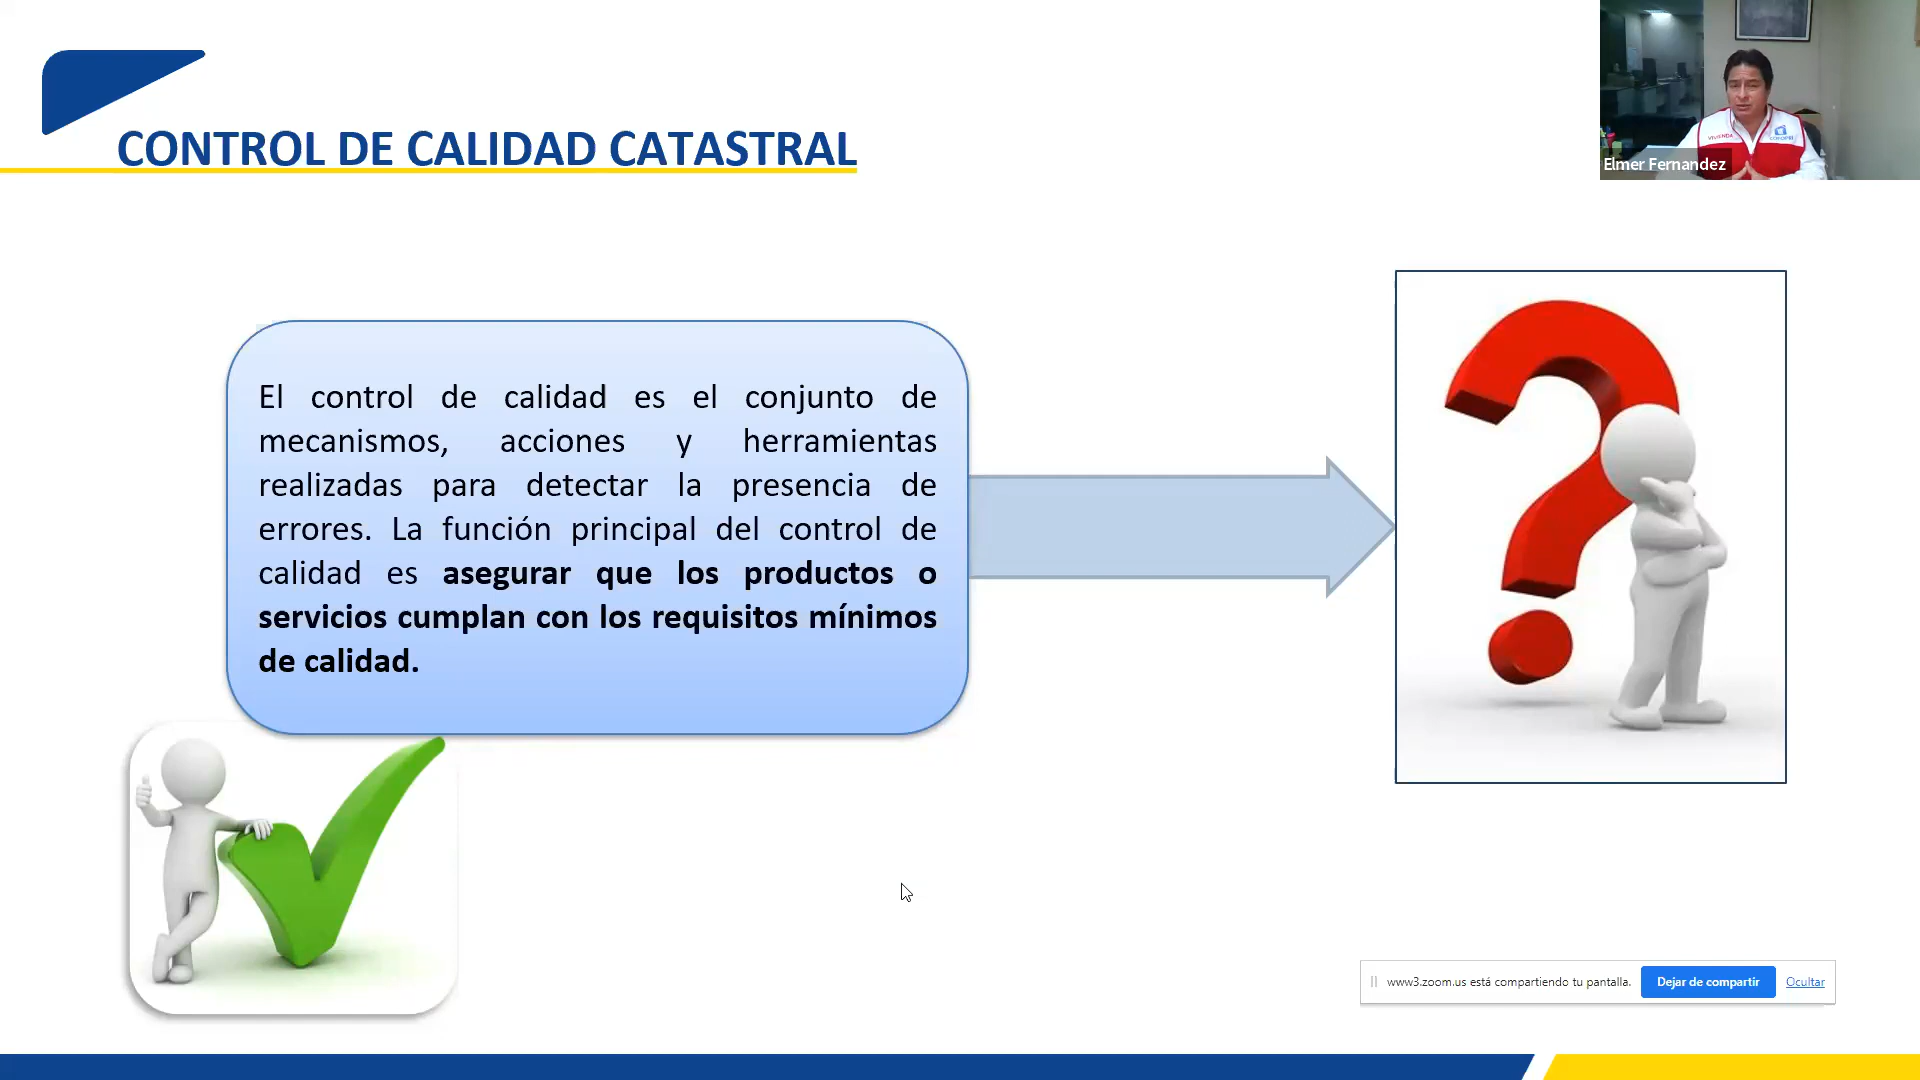 CONTROL DE CALIDAD CATASTRAL
VIVIENDA
COFOPRI
Elmer Fernandez
El control de calidad es el conjunto de
mecanismos, acciones y herramientas
realizadas para detectar la presencia de
errores. La función principal del control de
calidad es asegurar que los productos o
servicios cumplan con los requisitos mínimos
de calidad.
www3.zoom.us está compartiendo tu pantalla.
Dejar de compartir
Ocultar